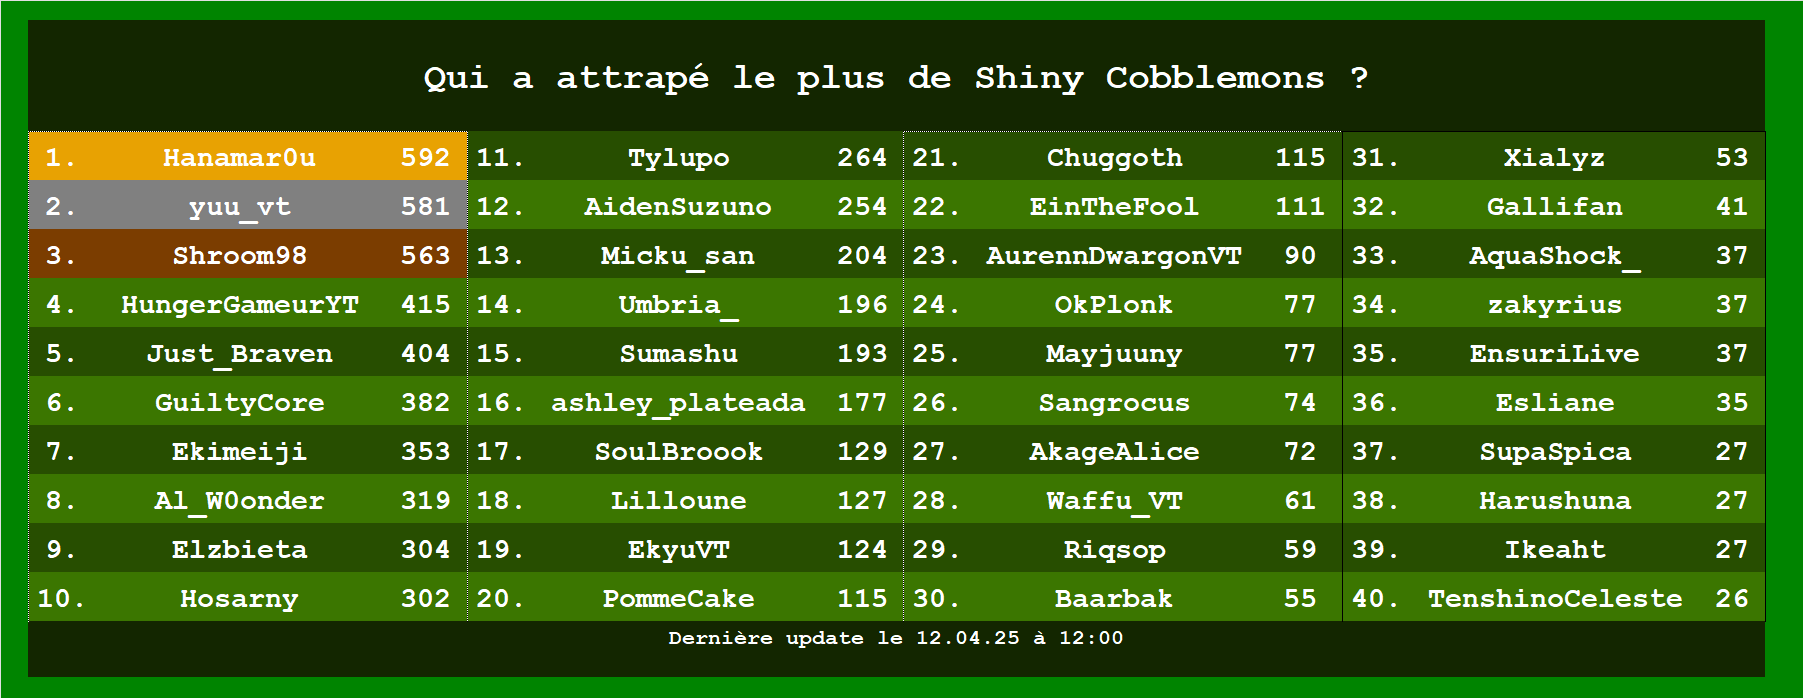 Qui a attrapé le plus de Shiny Cobblemons ?
1. Hanamar0u 592 11. Tylupo 264 21. Chuggoth 115 31. Xialyz 53
2. yuu_vt 581 12. AidenSuzuno 254 22. EinTheFool 111 32. Gallifan 41
3. Shroom98 563 13. Micku_san 204 23. AurennDwargonVT 90 33. AquaShock_ 37
4. HungerGameurYT 415 14. Umbria_ 196 24. OkPlonk 77 34. zakyrius 37
5. Just_Braven 404 15. Sumashu 193 25. Mayjuuny 77 35. EnsuriLive 37
6. GuiltyCore 382 16. ashley_plateada 177 26. Sangrocus 74 36. Esliane 35
7. Ekimeiji 353 17. SoulBroook 129 27. AkageAlice 72 37. SupaSpica 27
8. Al_W0onder 319 18. Lilloune 127 28. Waffu_VT 61 38. Harushuna 27
9. Elzbieta 304 19. EkyuVT 124 29. Riqsop 59 39. Ikeaht 27
10. Hosarny 302 20. PommeCake 115 30. Baarbak 55 40. TenshinoCeleste 26
Dernière update le 12.04.25 à 12:00